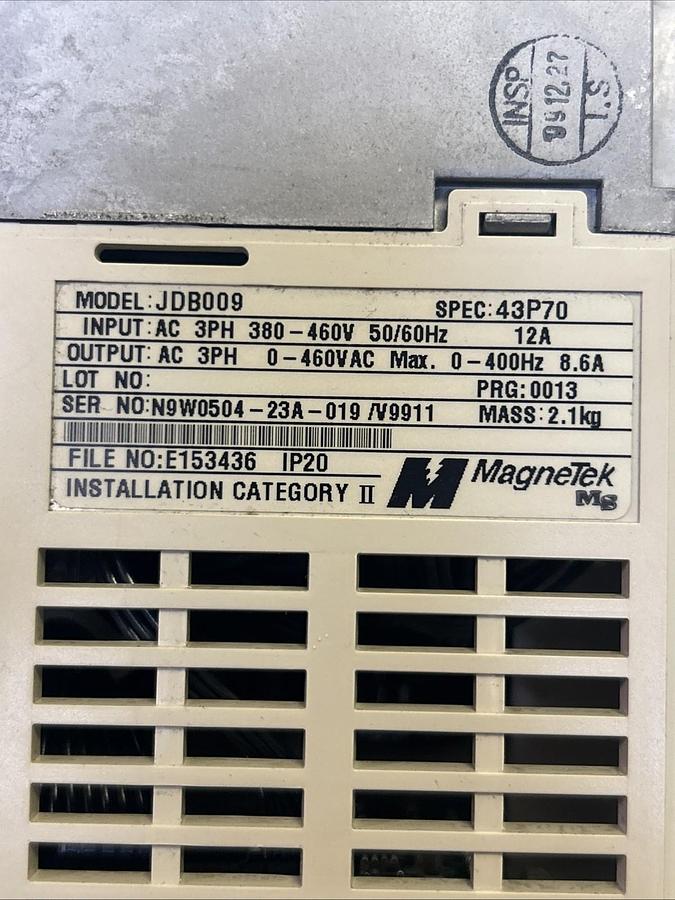 INSP
99.12.27
T.S
MODEL:JDB009 SPEC:43P70
INPUT:AC 3PH 380-460V 50/60Hz 12A
OUTPUT:AC 3PH 0-460VAC Max. 0-400Hz 8.6A
LOT NO:
PRG:0013
SER NO:N9W0504-23A-019 /V9911 MASS:2.1kg
FILE NO:E153436 IP20
INSTALLATION CATEGORY II
MagneTek
MS